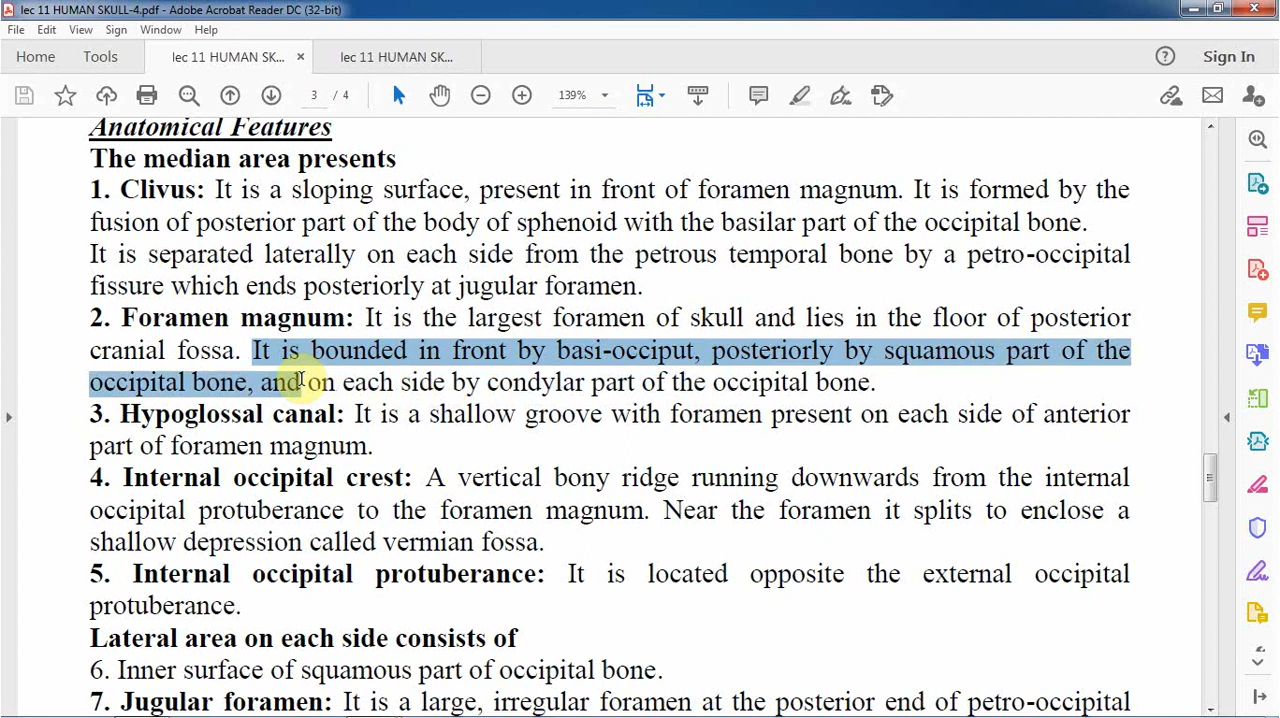 lec 11 HUMAN SKULL-4.pdf - Adobe Acrobat Reader DC (32-bit)
File Edit View Sign Window Help
Home Tools lec 11 HUMAN SK... × lec 11 HUMAN SK... Sign In
3 / 4 139%
Anatomical Features
The median area presents
1. Clivus: It is a sloping surface, present in front of foramen magnum. It is formed by the
fusion of posterior part of the body of sphenoid with the basilar part of the occipital bone.
It is separated laterally on each side from the petrous temporal bone by a petro-occipital
fissure which ends posteriorly at jugular foramen.
2. Foramen magnum: It is the largest foramen of skull and lies in the floor of posterior
cranial fossa. It is bounded in front by basi-occiput, posteriorly by squamous part of the
occipital bone, and on each side by condylar part of the occipital bone.
3. Hypoglossal canal: It is a shallow groove with foramen present on each side of anterior
part of foramen magnum.
4. Internal occipital crest: A vertical bony ridge running downwards from the internal
occipital protuberance to the foramen magnum. Near the foramen it splits to enclose a
shallow depression called vermian fossa.
5. Internal occipital protuberance: It is located opposite the external occipital
protuberance.
Lateral area on each side consists of
6. Inner surface of squamous part of occipital bone.
7. Jugular foramen: It is a large, irregular foramen at the posterior end of petro-occipital